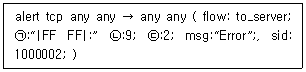 alert tcp any any → any any ( flow: to_server;
㉠:“|FF FF|:” ㉡:9; ㉢:2; msg:“Error”;, sid:
1000002; )